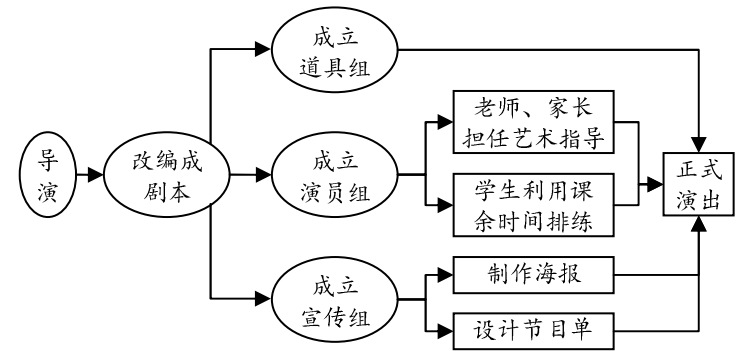 导
演
改编成
剧本
成立
道具组
成立
演员组
成立
宣传组
老师、家长
担任艺术指导
学生利用课
余时间排练
制作海报
设计节目单
正式
演出